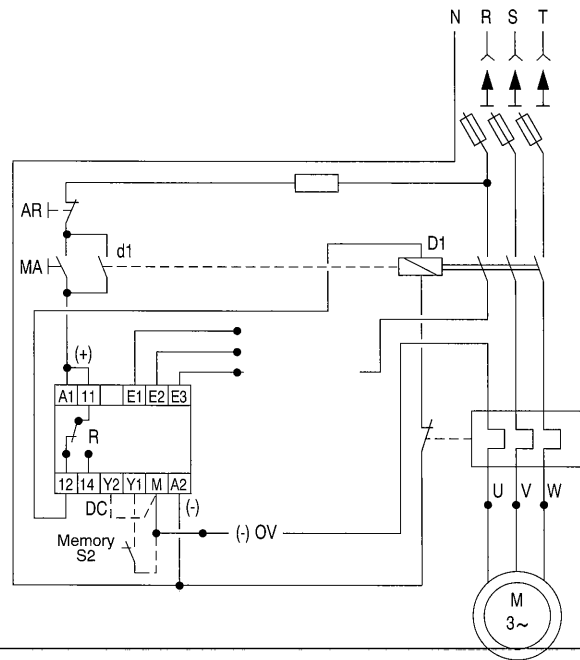 N R S T
AR
d1
D1
MA
(+)
A1 11 E1 E2 E3
R
12 14 Y2 Y1 M A2
DC
(-)
U V W
Memory
S2
(-) OV
M
3~